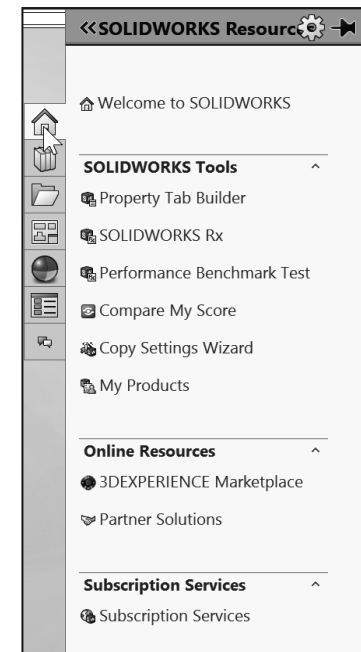 SOLIDWORKS Resourc
Welcome to SOLIDWORKS
SOLIDWORKS Tools
Property Tab Builder
SOLIDWORKS Rx
Performance Benchmark Test
Compare My Score
Copy Settings Wizard
My Products
Online Resources
3DEXPERIENCE Marketplace
Partner Solutions
Subscription Services
Subscription Services